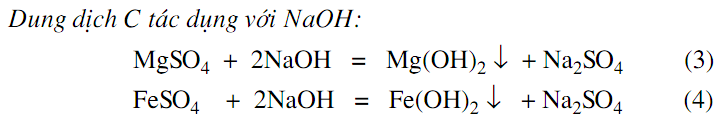 Dung dịch C tác dụng với NaOH:
MgSO₄ + 2NaOH = Mg(OH)₂ ↓ + Na₂SO₄ (3)
FeSO₄ + 2NaOH = Fe(OH)₂ ↓ + Na₂SO₄ (4)